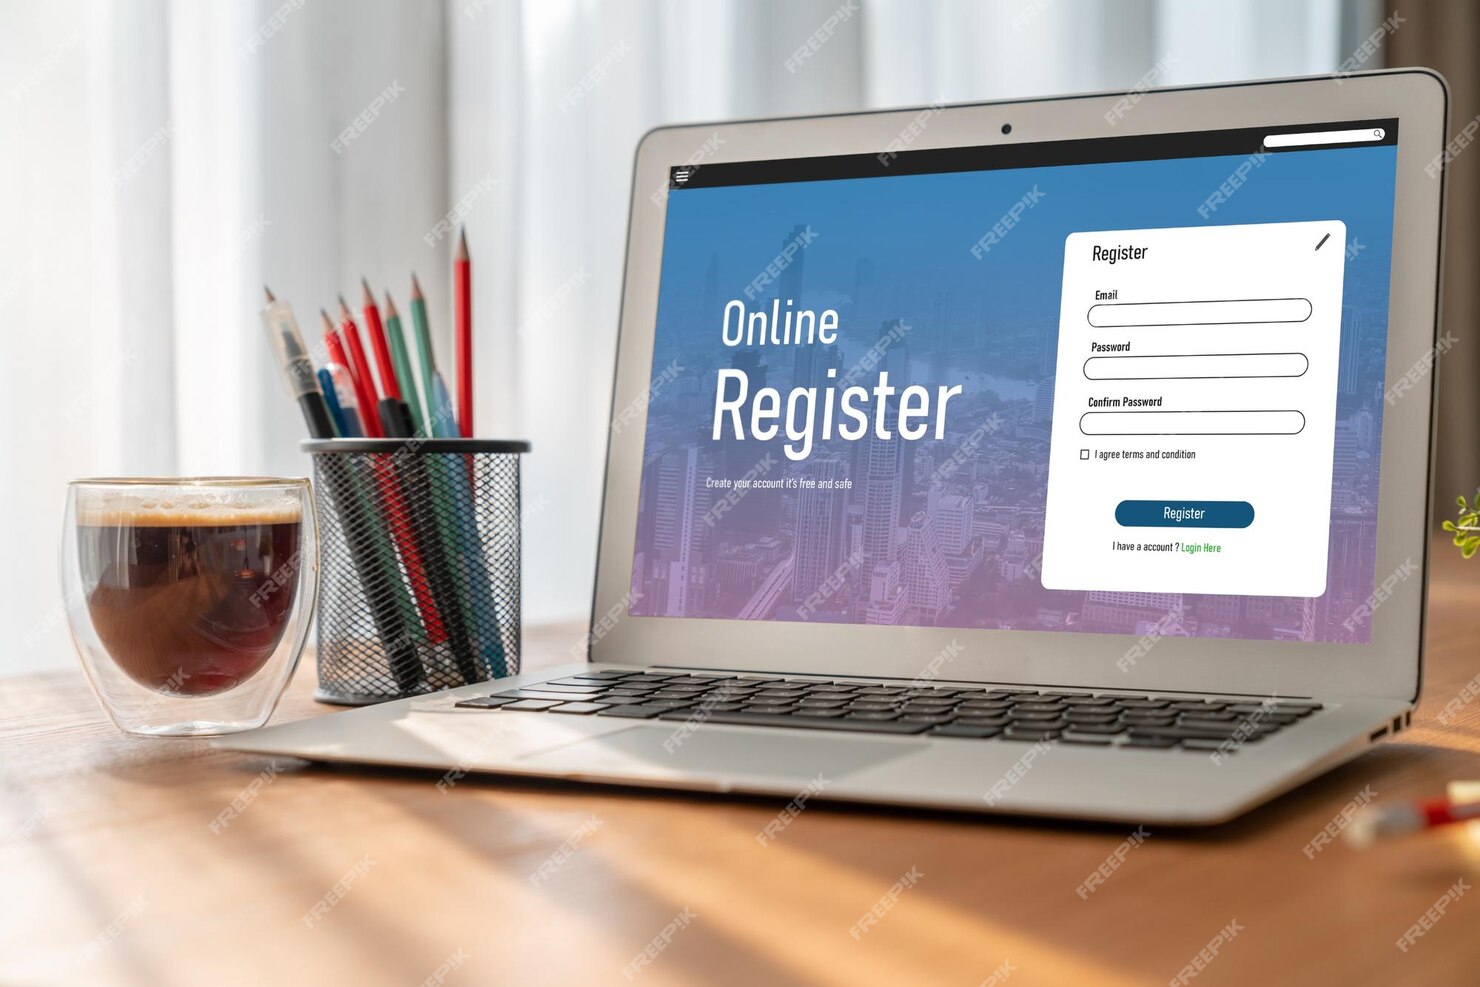 Online
Register
Create your account it's free and safe
Register
Email
Password
Confirm Password
I agree terms and condition
Register
I have a account ? Login Here
FREEPIK